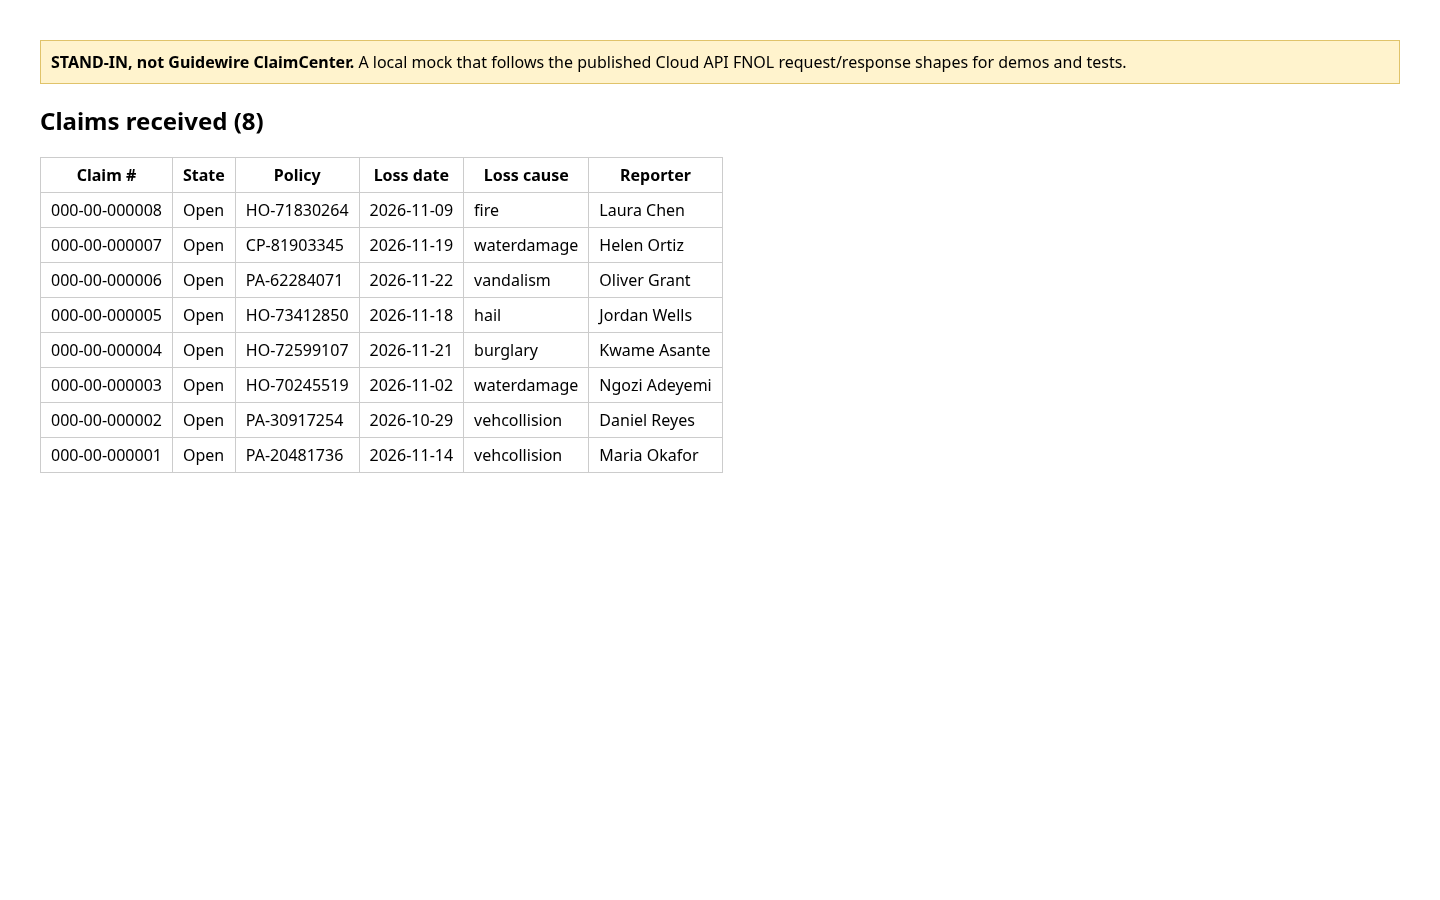 STAND-IN, not Guidewire ClaimCenter. A local mock that follows the published Cloud API FNOL request/response shapes for demos and tests.
Claims received (8)
Claim # State Policy Loss date Loss cause Reporter
000-00-000008 Open HO-71830264 2026-11-09 fire Laura Chen
000-00-000007 Open CP-81903345 2026-11-19 waterdamage Helen Ortiz
000-00-000006 Open PA-62284071 2026-11-22 vandalism Oliver Grant
000-00-000005 Open HO-73412850 2026-11-18 hail Jordan Wells
000-00-000004 Open HO-72599107 2026-11-21 burglary Kwame Asante
000-00-000003 Open HO-70245519 2026-11-02 waterdamage Ngozi Adeyemi
000-00-000002 Open PA-30917254 2026-10-29 vehcollision Daniel Reyes
000-00-000001 Open PA-20481736 2026-11-14 vehcollision Maria Okafor